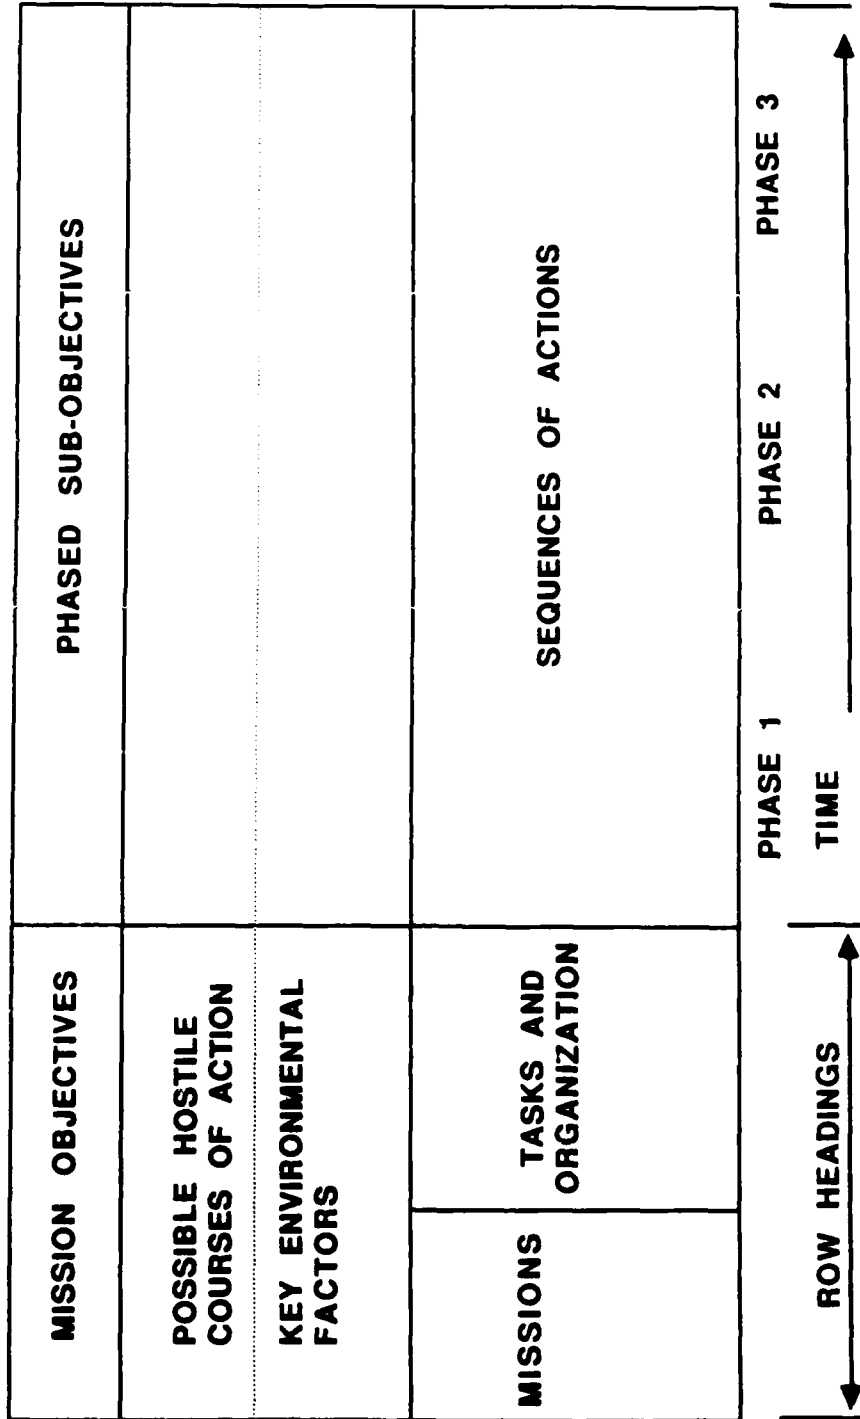 MISSION OBJECTIVES
PHASED SUB-OBJECTIVES
POSSIBLE HOSTILE
COURSES OF ACTION
KEY ENVIRONMENTAL
FACTORS
MISSIONS
TASKS AND
ORGANIZATION
SEQUENCES OF ACTIONS
PHASE 1
PHASE 2
PHASE 3
ROW HEADINGS
TIME